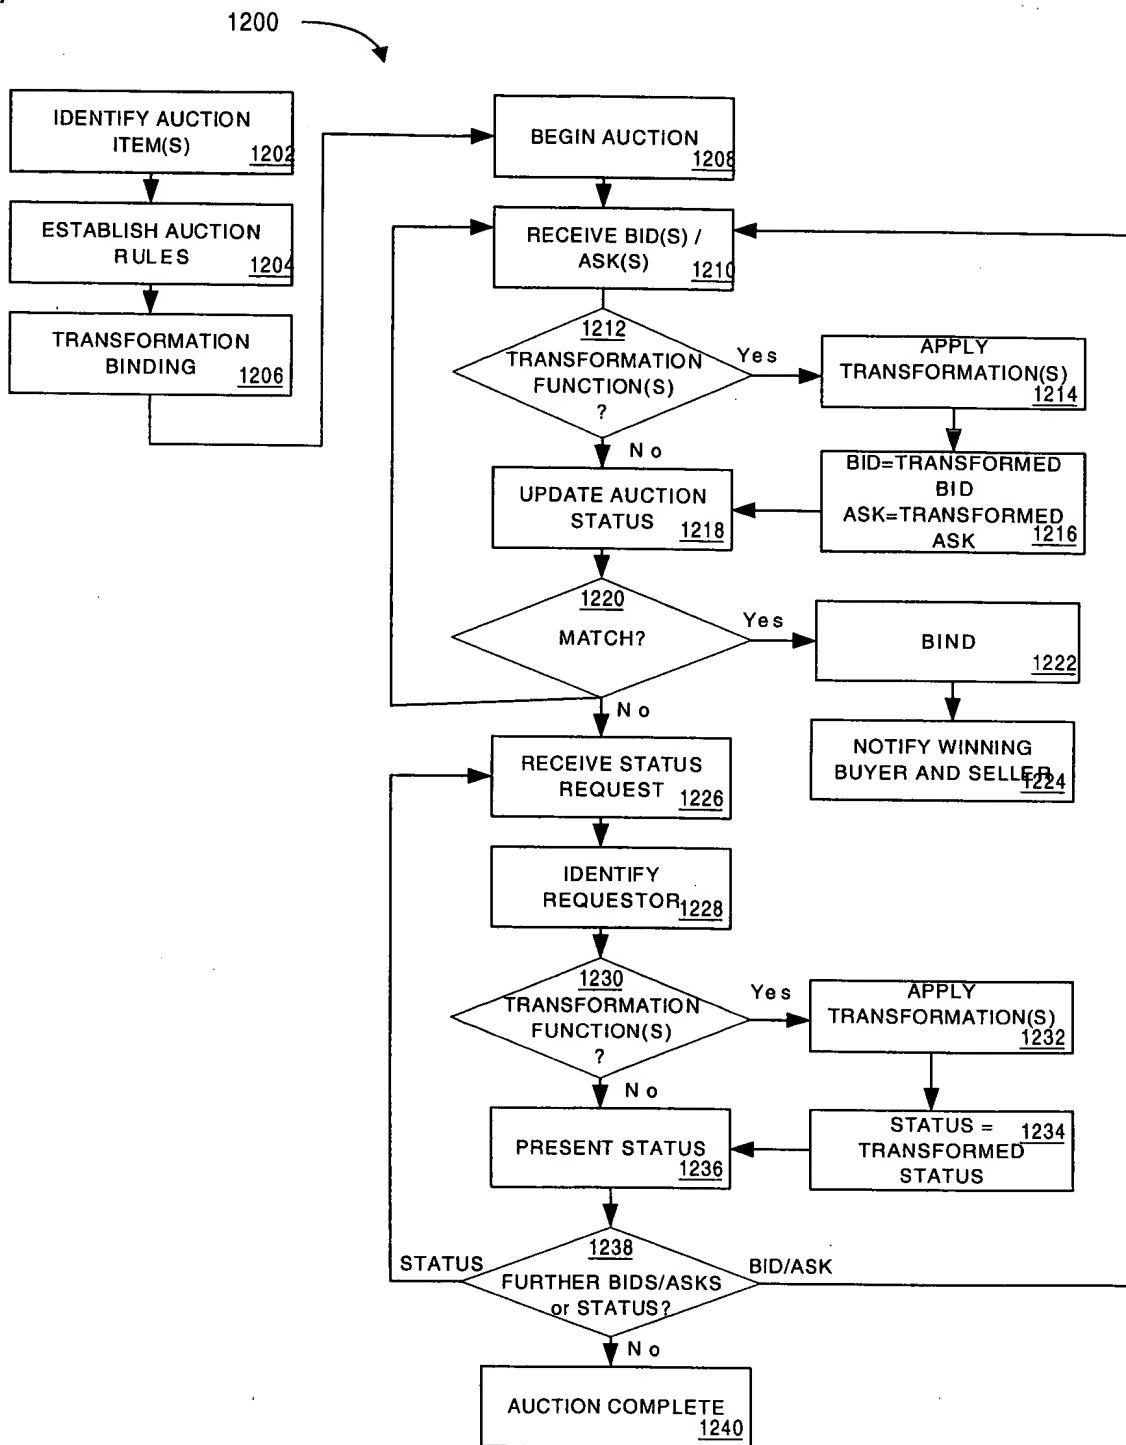 1200
IDENTIFY AUCTION
ITEM(S)
1202
ESTABLISH AUCTION
RULES
1204
TRANSFORMATION
BINDING
1206
BEGIN AUCTION
1208
RECEIVE BID(S) /
ASK(S)
1210
1212
TRANSFORMATION
FUNCTION(S)
?
Yes
No
APPLY
TRANSFORMATION(S)
1214
BID=TRANSFORMED
BID
ASK=TRANSFORMED
ASK
1216
UPDATE AUCTION
STATUS
1218
1220
MATCH?
Yes
No
BIND
1222
NOTIFY WINNING
BUYER AND SELLER
1224
RECEIVE STATUS
REQUEST
1226
IDENTIFY
REQUESTOR
1228
1230
TRANSFORMATION
FUNCTION(S)
?
Yes
No
APPLY
TRANSFORMATION(S)
1232
STATUS =
TRANSFORMED
STATUS
1234
PRESENT STATUS
1236
1238
FURTHER BIDS/ASKS
or STATUS?
STATUS
BID/ASK
No
AUCTION COMPLETE
1240